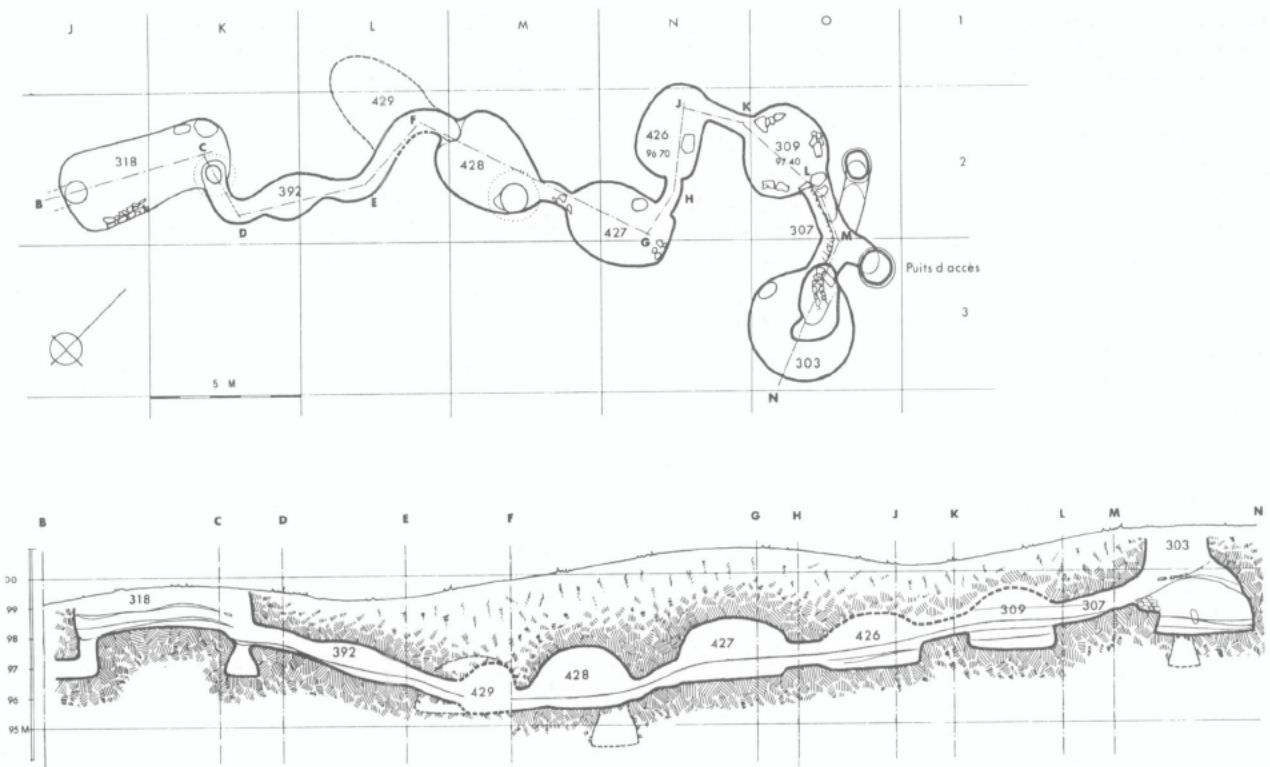 J K L M N O 1
429
J K
F
318 C 426 309 2
428 96 70 97 40
L
392
B E H
D 427 G 307 M
Puits d'accès
3
303
5 M
N
B C D E F G H J K L M N
303
00
318
99 309 307
98 427 426
392
97
428
96 429
95 M